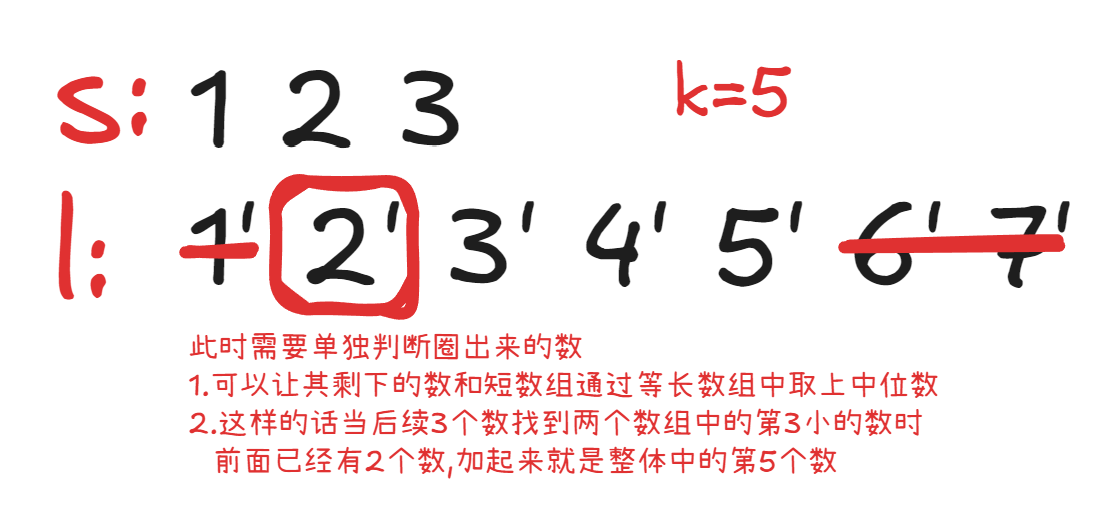 s: 1 2 3 k=5
l: 1' 2' 3' 4' 5' 6' 7'
此时需要单独判断圈出来的数
1.可以让其剩下的数和短数组通过等长数组中取上中位数
2.这样的话当后续3个数找到两个数组中的第3小的数时
前面已经有2个数,加起来就是整体中的第5个数